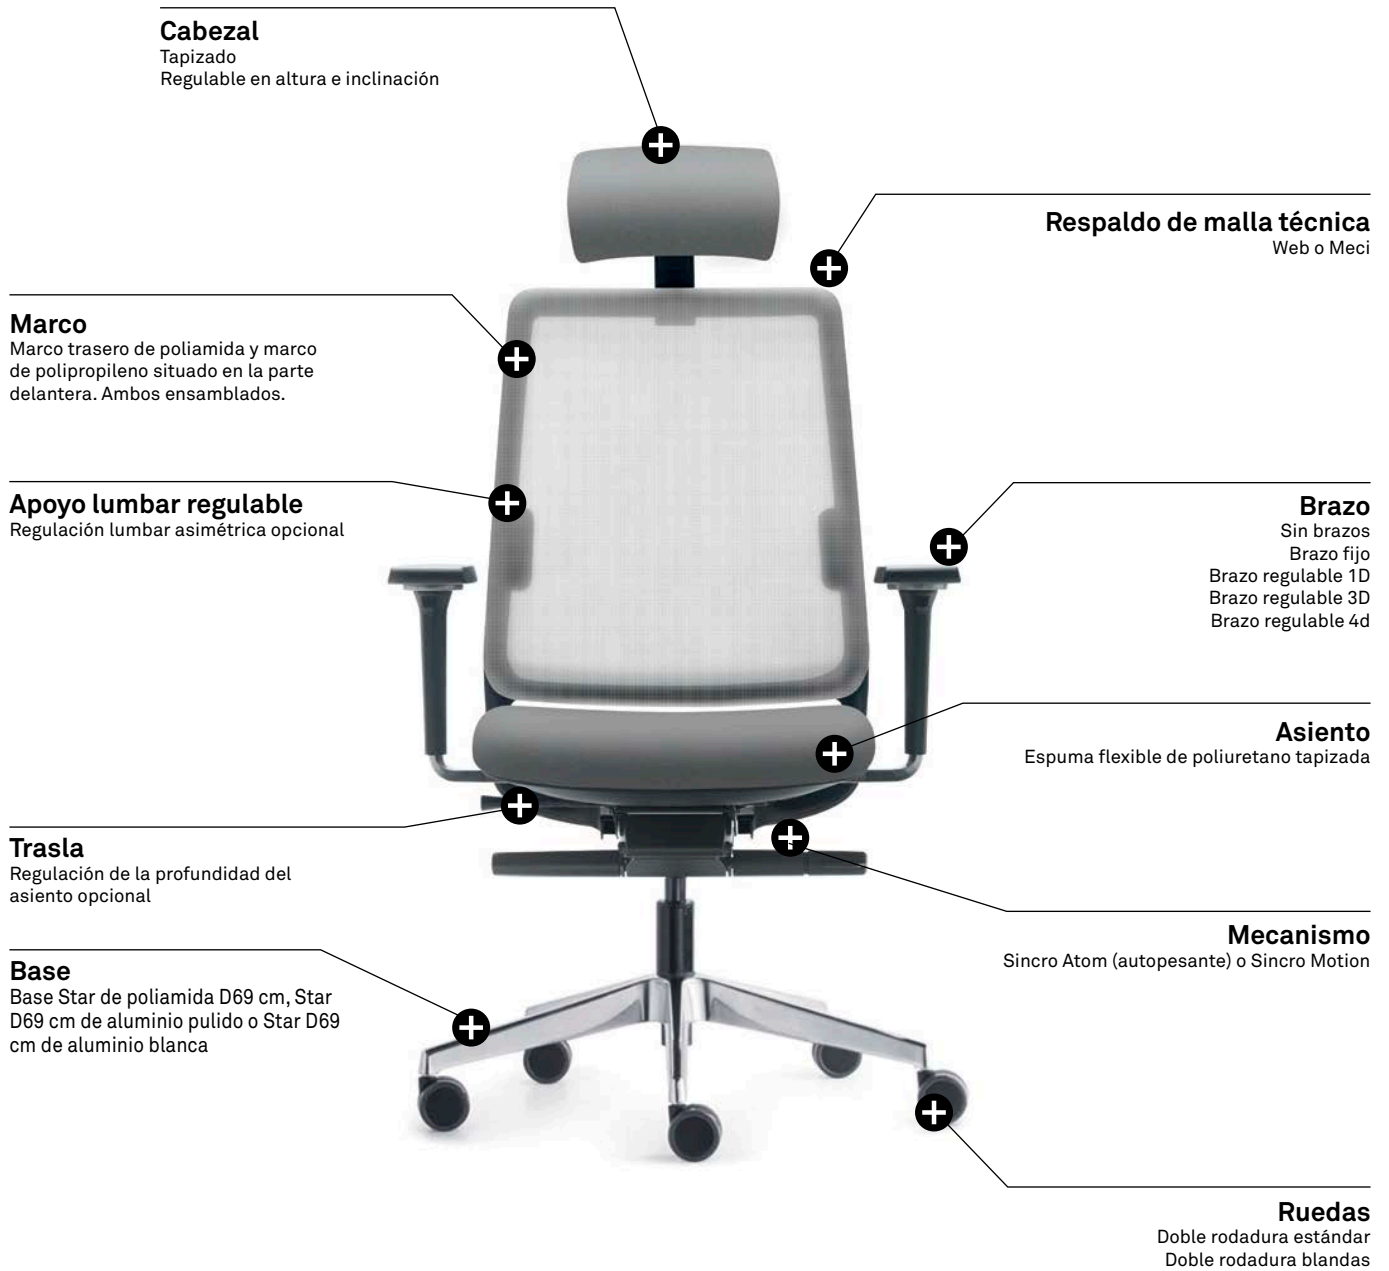 Cabezal
Tapizado
Regulable en altura e inclinación
Respaldo de malla técnica
Web o Meci
Marco
Marco trasero de poliamida y marco
de polipropileno situado en la parte
delantera. Ambos ensamblados.
Apoyo lumbar regulable
Regulación lumbar asimétrica opcional
Brazo
Sin brazos
Brazo fijo
Brazo regulable 1D
Brazo regulable 3D
Brazo regulable 4d
Asiento
Espuma flexible de poliuretano tapizada
Trasla
Regulación de la profundidad del
asiento opcional
Mecanismo
Sincro Atom (autopesante) o Sincro Motion
Base
Base Star de poliamida D69 cm, Star
D69 cm de aluminio pulido o Star D69
cm de aluminio blanca
Ruedas
Doble rodadura estándar
Doble rodadura blandas